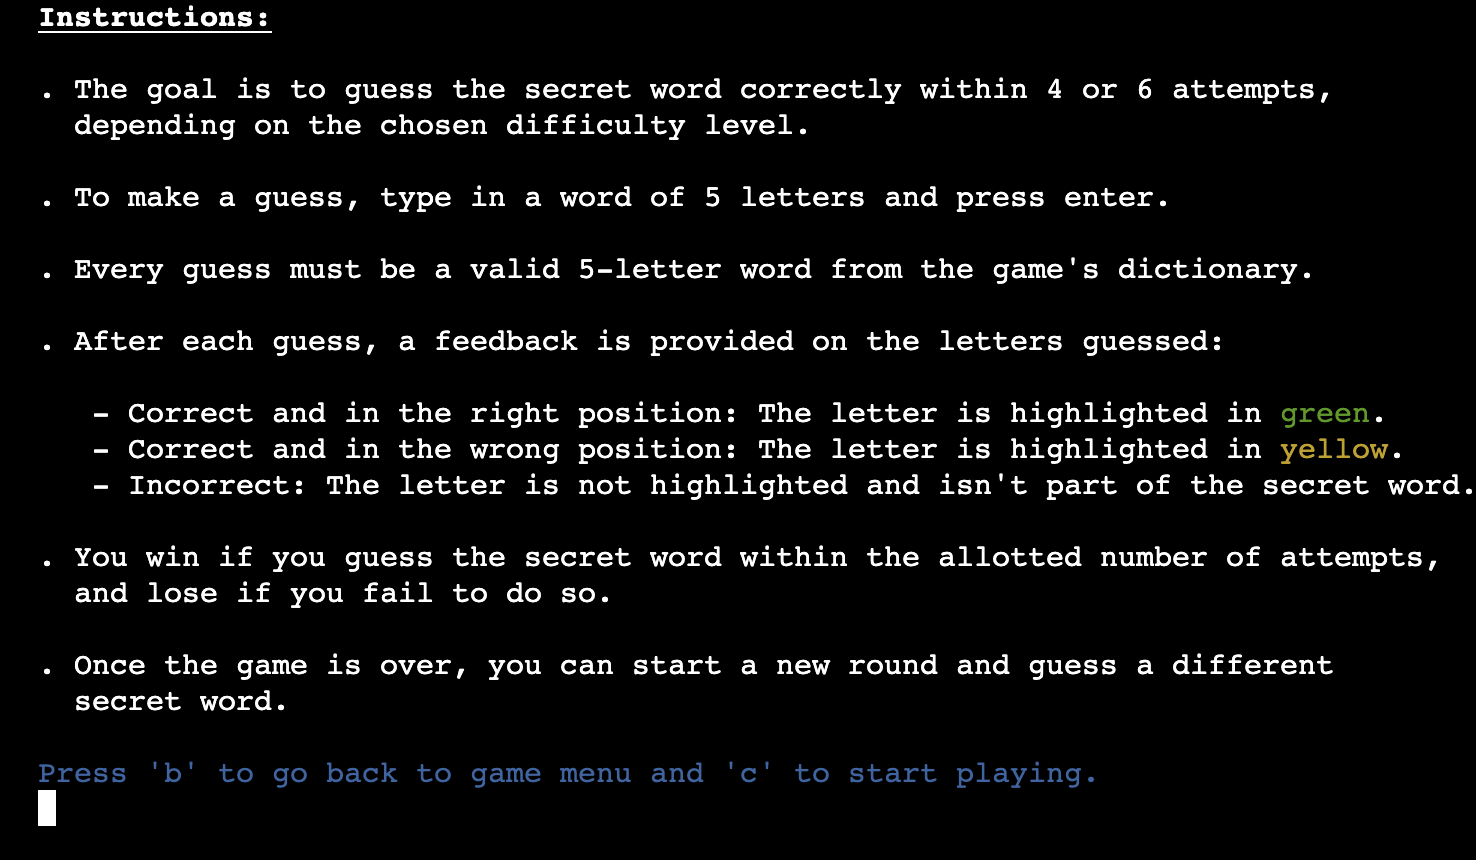 Instructions:
. The goal is to guess the secret word correctly within 4 or 6 attempts,
depending on the chosen difficulty level.
. To make a guess, type in a word of 5 letters and press enter.
. Every guess must be a valid 5-letter word from the game's dictionary.
. After each guess, a feedback is provided on the letters guessed:
- Correct and in the right position: The letter is highlighted in green.
- Correct and in the wrong position: The letter is highlighted in yellow.
- Incorrect: The letter is not highlighted and isn't part of the secret word.
. You win if you guess the secret word within the allotted number of attempts,
and lose if you fail to do so.
. Once the game is over, you can start a new round and guess a different
secret word.
Press 'b' to go back to game menu and 'c' to start playing.